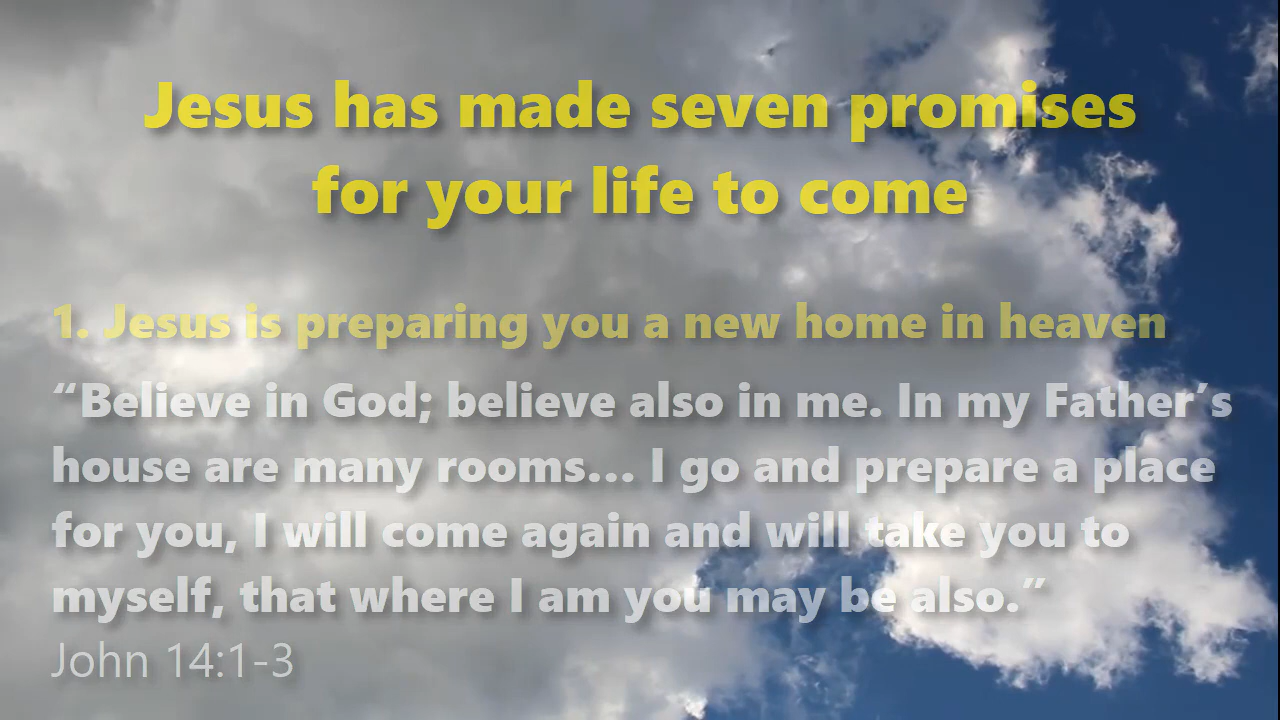 Jesus has made seven promises
for your life to come
1. Jesus is preparing you a new home in heaven
“Believe in God; believe also in me. In my Father’s
house are many rooms... I go and prepare a place
for you, I will come again and will take you to
myself, that where I am you may be also.”
John 14:1-3